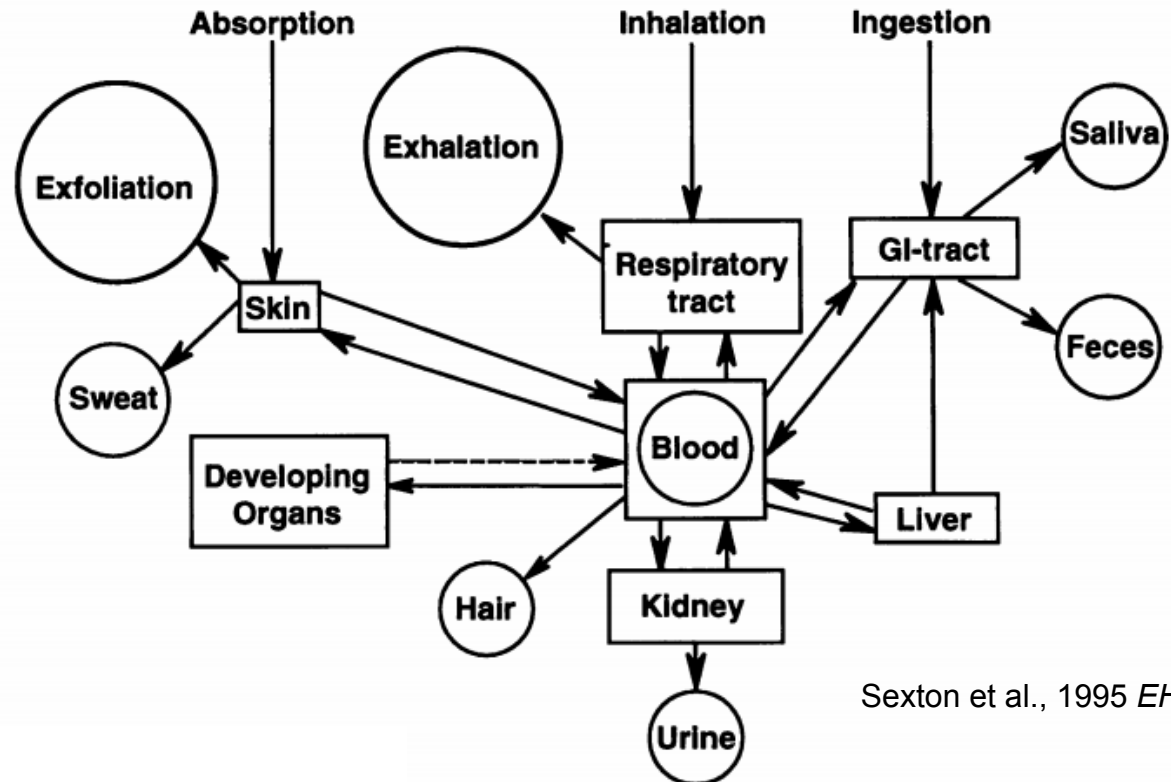 Absorption
Inhalation
Ingestion
Exfoliation
Exhalation
Saliva
Respiratory
tract
GI-tract
Skin
Feces
Sweat
Blood
Developing
Organs
Liver
Hair
Kidney
Urine
Sexton et al., 1995 EH